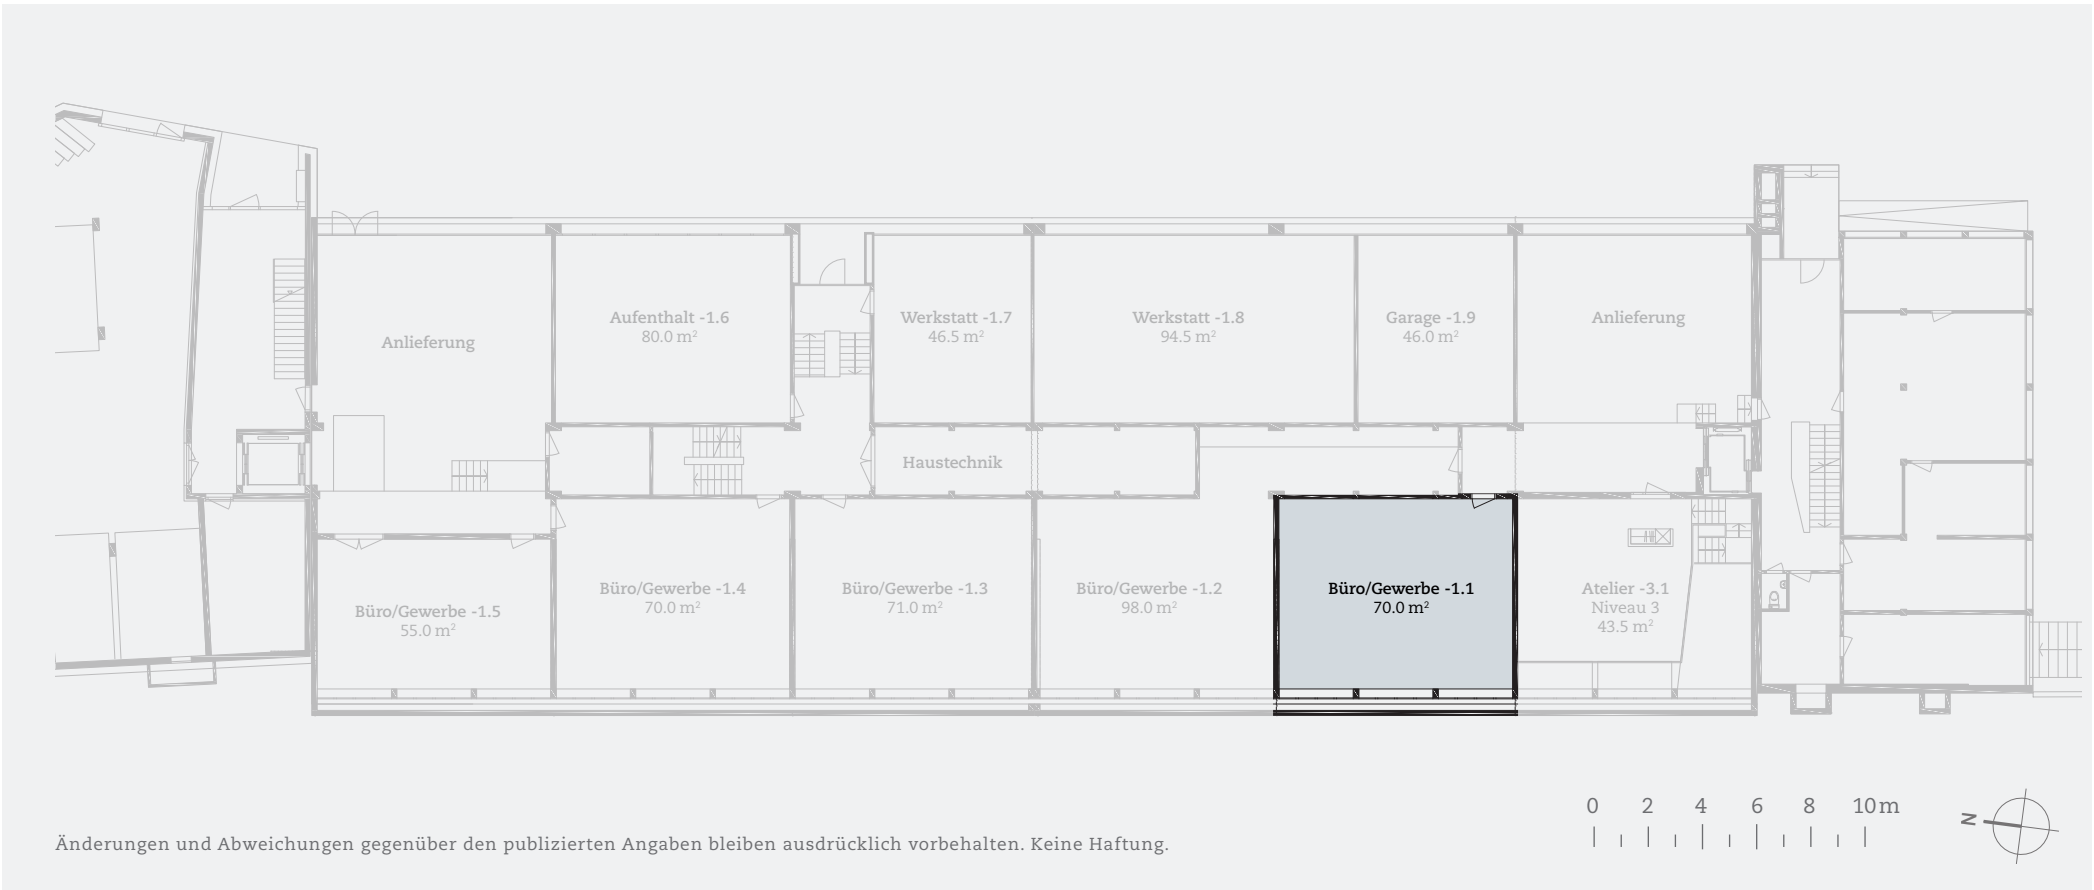 Aufenthalt -1.6
80.0 m²
Werkstatt -1.7
46.5 m²
Werkstatt -1.8
94.5 m²
Garage -1.9
46.0 m²
Anlieferung
Anlieferung
Haustechnik
Büro/Gewerbe -1.5
55.0 m²
Büro/Gewerbe -1.4
70.0 m²
Büro/Gewerbe -1.3
71.0 m²
Büro/Gewerbe -1.2
98.0 m²
Büro/Gewerbe -1.1
70.0 m²
Atelier -3.1
Niveau 3
43.5 m²
0 2 4 6 8 10 m
N
Änderungen und Abweichungen gegenüber den publizierten Angaben bleiben ausdrücklich vorbehalten. Keine Haftung.